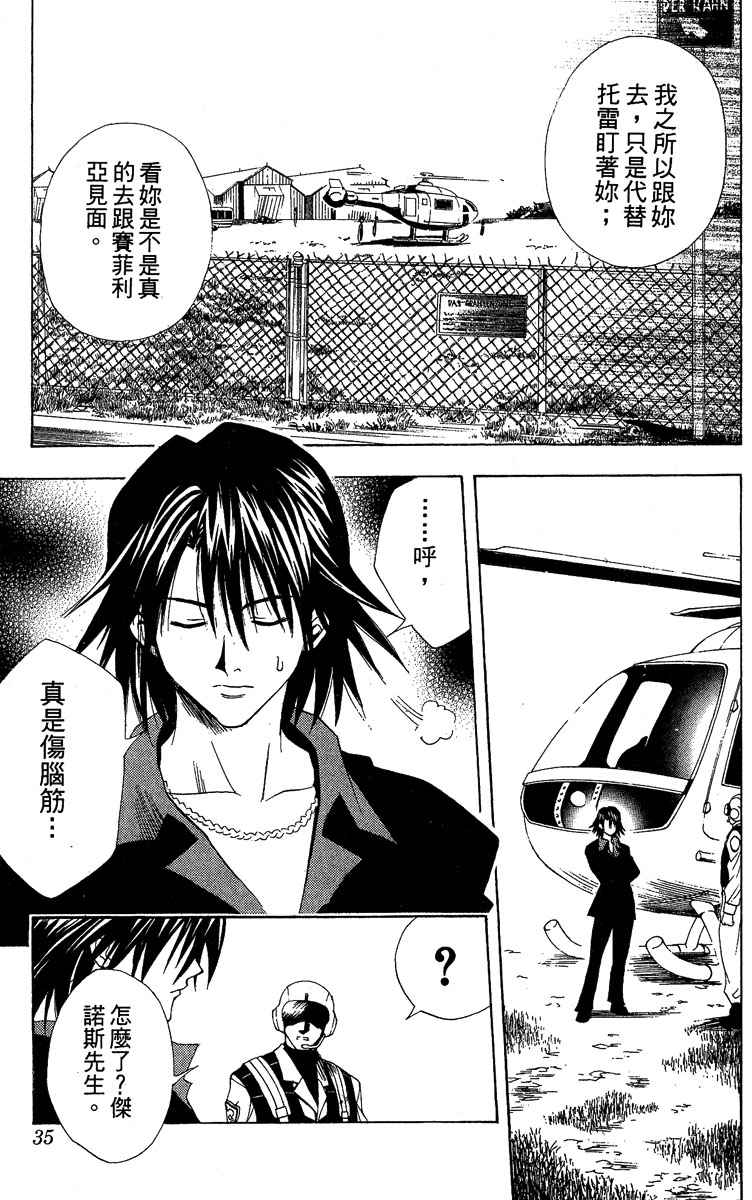 DER KAHN
我之所以跟妳
去，只是代替
托雷盯著妳；
看妳是不是真
的去跟賽菲利
亞見面。
……呼，
真是傷腦筋…
？
怎麼了？傑
諾斯先生。
35